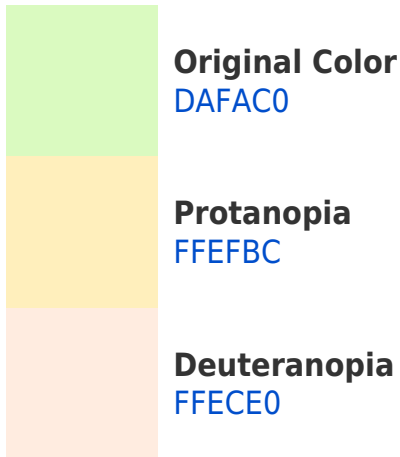 Original Color
DAFAC0
Protanopia
FFEFBC
Deuteranopia
FFECE0